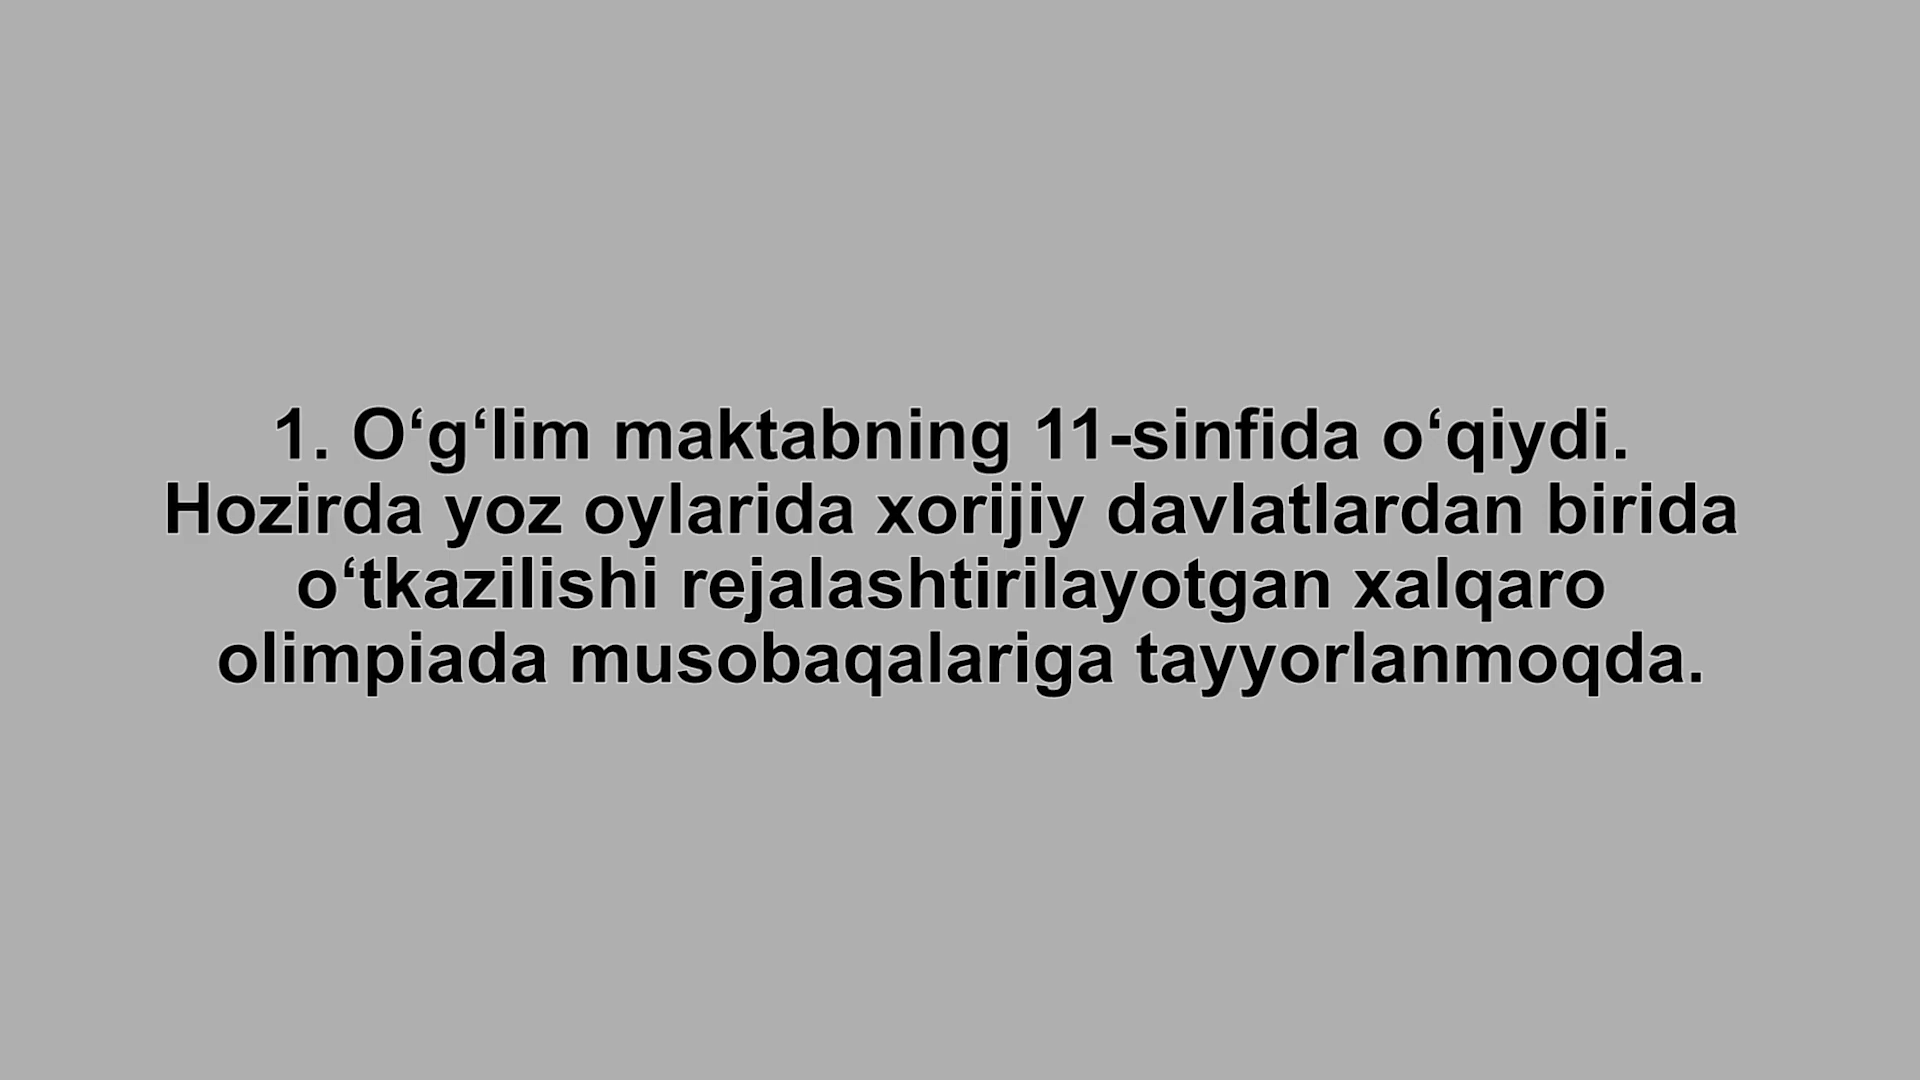 1. O‘g‘lim maktabning 11-sinfida o‘qiydi.
Hozirda yoz oylarida xorijiy davlatlardan birida
o‘tkazilishi rejalashtirilayotgan xalqaro
olimpiada musobaqalariga tayyorlanmoqda.